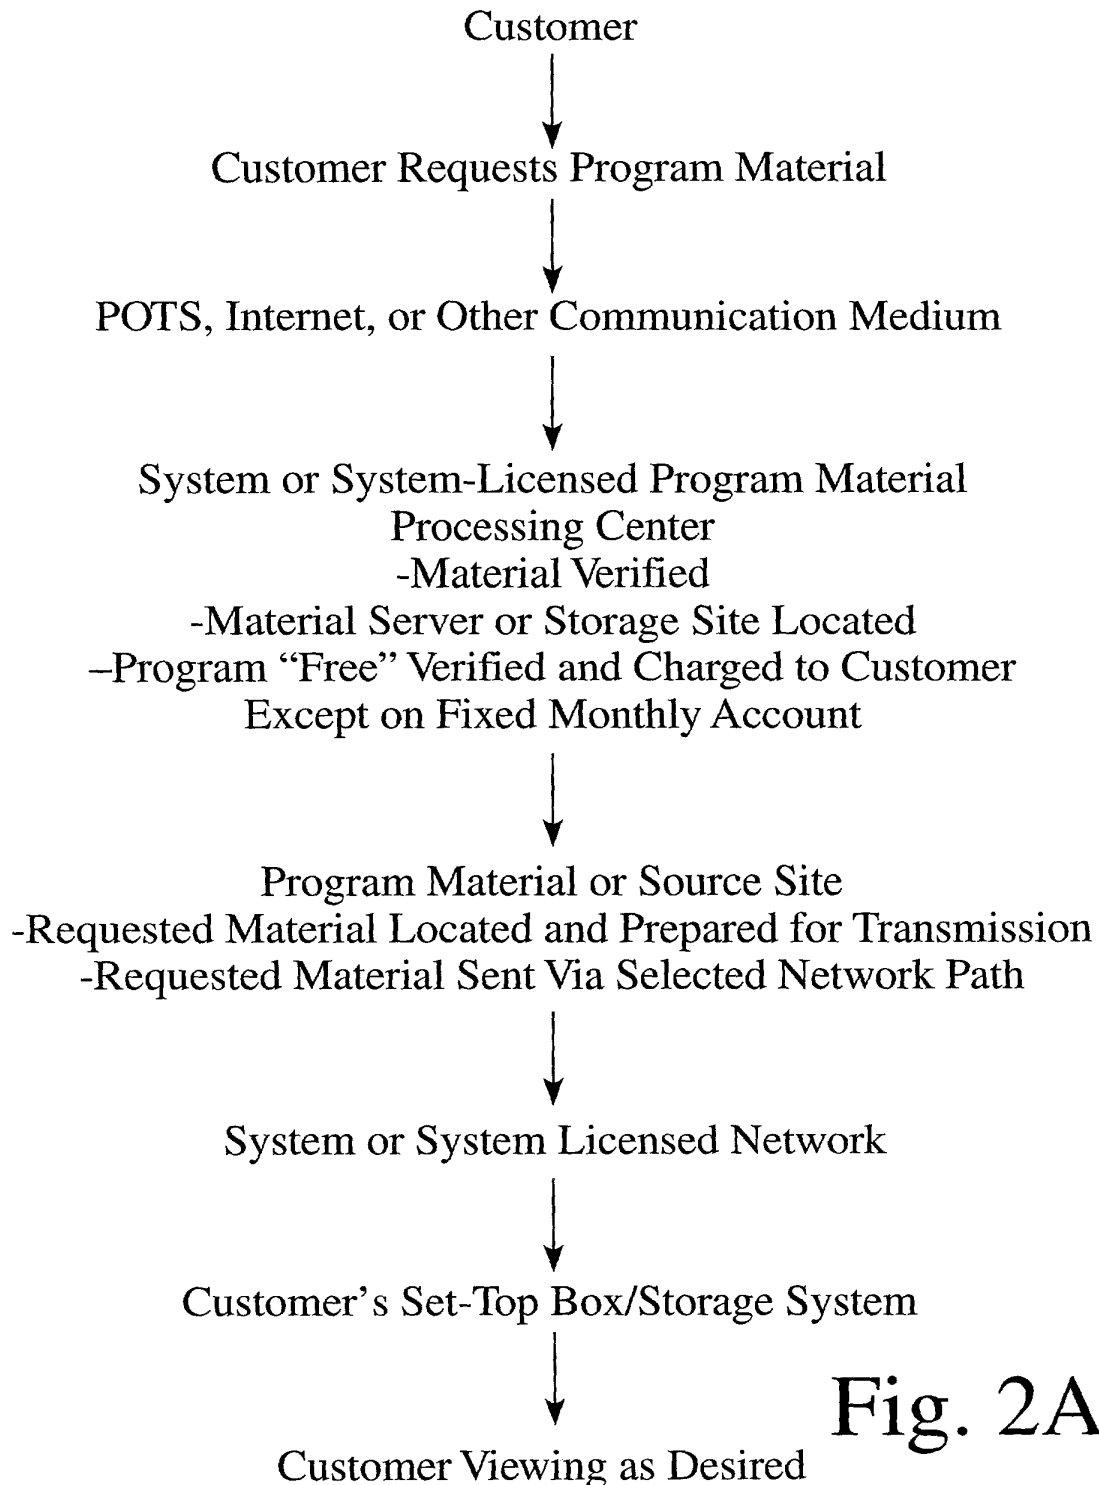 Customer
Customer Requests Program Material
POTS, Internet, or Other Communication Medium
System or System-Licensed Program Material
Processing Center
-Material Verified
-Material Server or Storage Site Located
–Program “Free” Verified and Charged to Customer
Except on Fixed Monthly Account
Program Material or Source Site
-Requested Material Located and Prepared for Transmission
-Requested Material Sent Via Selected Network Path
System or System Licensed Network
Customer’s Set-Top Box/Storage System
Customer Viewing as Desired
Fig. 2A